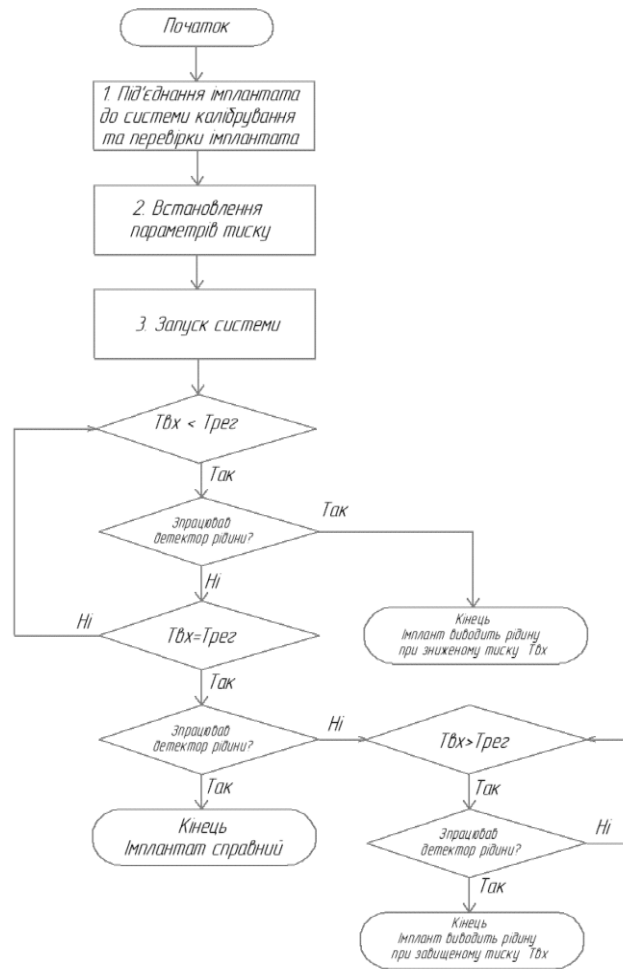 Початок
1. Під'єднання імплантата
до системи калібрування
та перевірки імплантата
2. Встановлення
параметрів тиску
3. Запуск системи
Твх < Трег
Так
Зпрацював
детектор рідини?
Так
Ні
Ні
Твх=Трег
Кінець
Імплант виводить рідину
при зниженому тиску Твх
Так
Зпрацював
детектор рідини?
Ні
Твх>Трег
Так
Так
Кінець
Імплантат справний
Зпрацював
детектор рідини?
Ні
Так
Кінець
Імплант виводить рідину
при завищеному тиску Твх